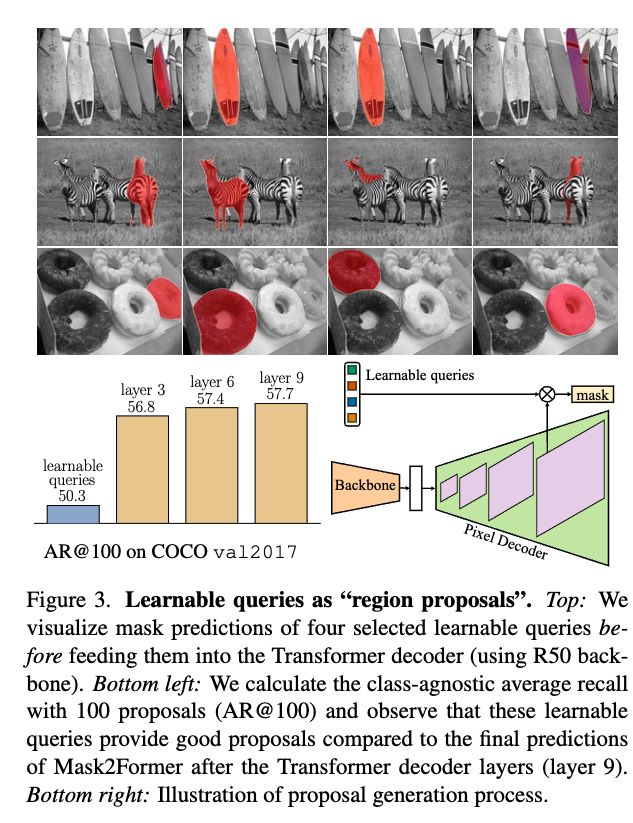 layer 3
56.8
layer 6
57.4
layer 9
57.7
learnable
queries
50.3
AR@100 on COCO val2017
Learnable queries
mask
Backbone
Pixel Decoder
Figure 3. Learnable queries as “region proposals”. Top: We
visualize mask predictions of four selected learnable queries be-
fore feeding them into the Transformer decoder (using R50 back-
bone). Bottom left: We calculate the class-agnostic average recall
with 100 proposals (AR@100) and observe that these learnable
queries provide good proposals compared to the final predictions
of Mask2Former after the Transformer decoder layers (layer 9).
Bottom right: Illustration of proposal generation process.